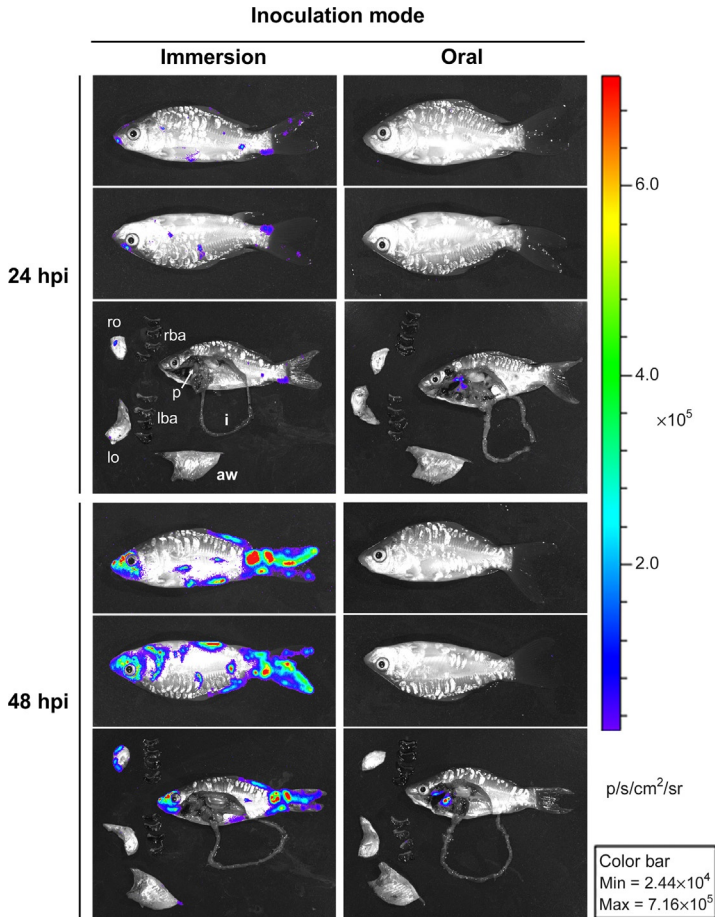 Inoculation mode
Immersion
Oral
24 hpi
ro
rba
p
lba
i
lo
aw
48 hpi
6.0
4.0
×10⁵
2.0
p/s/cm²/sr
Color bar
Min = 2.44×10⁴
Max = 7.16×10⁵